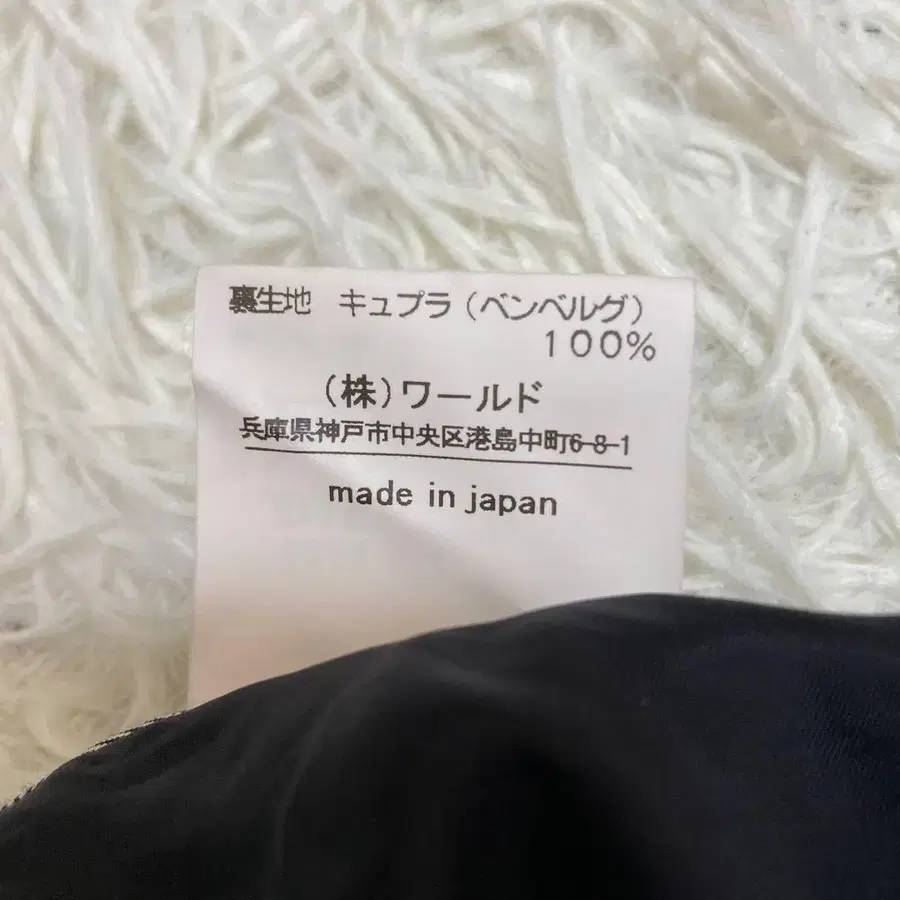 裏生地 キュプラ(ベンベルグ)
100%
(株)ワールド
兵庫県神戸市中央区港島中町6-8-1
made in japan